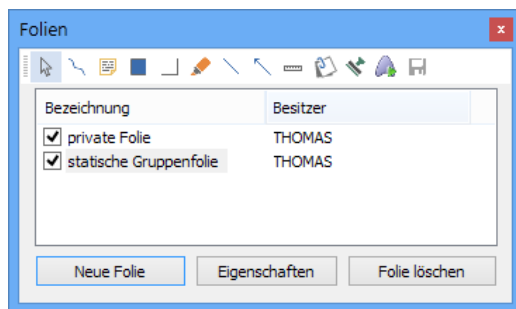 Folien
Bezeichnung Besitzer
private Folie THOMAS
statische Gruppenfolie THOMAS
Neue Folie Eigenschaften Folie löschen